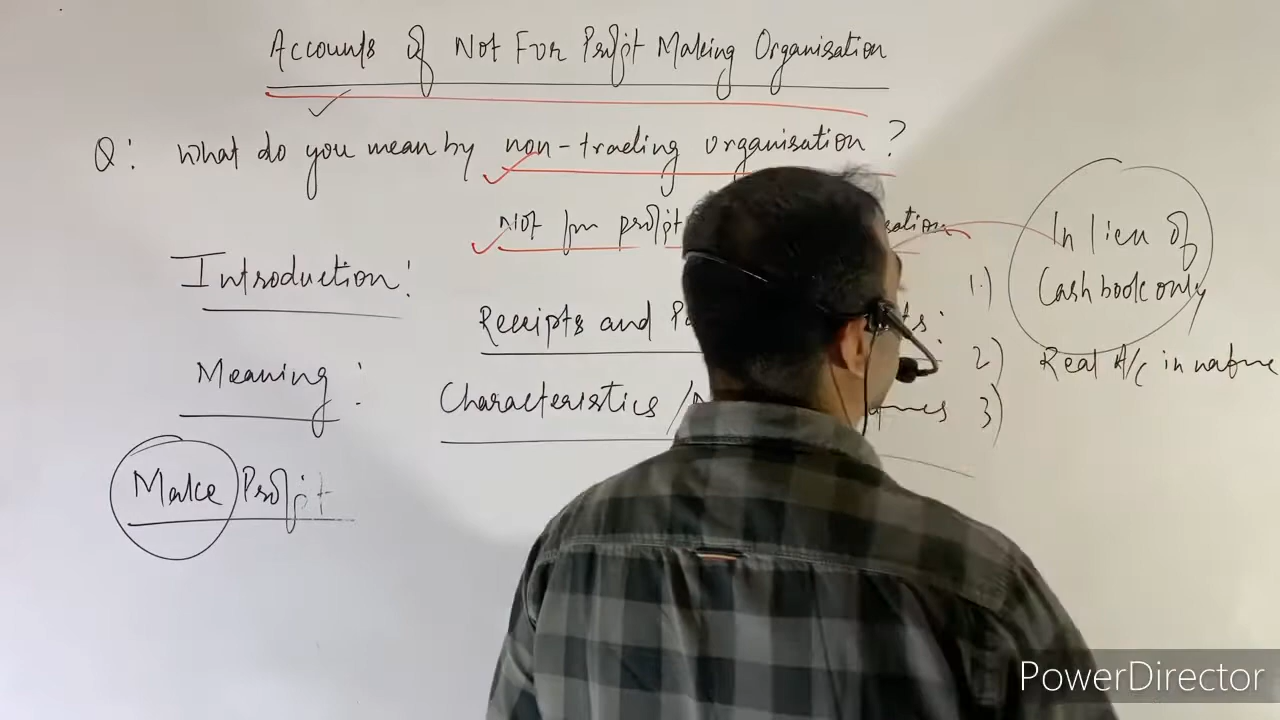 Accounts of Not For Profit Making Organisation
Q: What do you mean by non-trading organisation ?
Not for profit
In lieu of
Cash book only
Introduction:
1.)
Receipts and
2) Real A/c in nature
Meaning:
Characteristics /
3)
Make Profit
PowerDirector